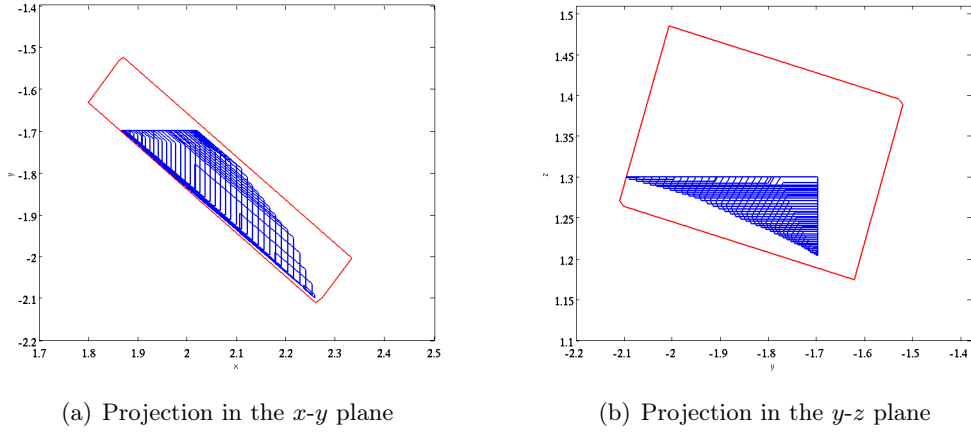 -1.4
-1.5
-1.6
-1.7
-1.8
-1.9
-2
-2.1
-2.2
y
1.7 1.8 1.9 2 2.1 2.2 2.3 2.4 2.5
x
1.5
1.45
1.4
1.35
1.3
1.25
1.2
1.15
1.1
z
-2.2 -2.1 -2 -1.9 -1.8 -1.7 -1.6 -1.5 -1.4
y
(a) Projection in the x-y plane
(b) Projection in the y-z plane